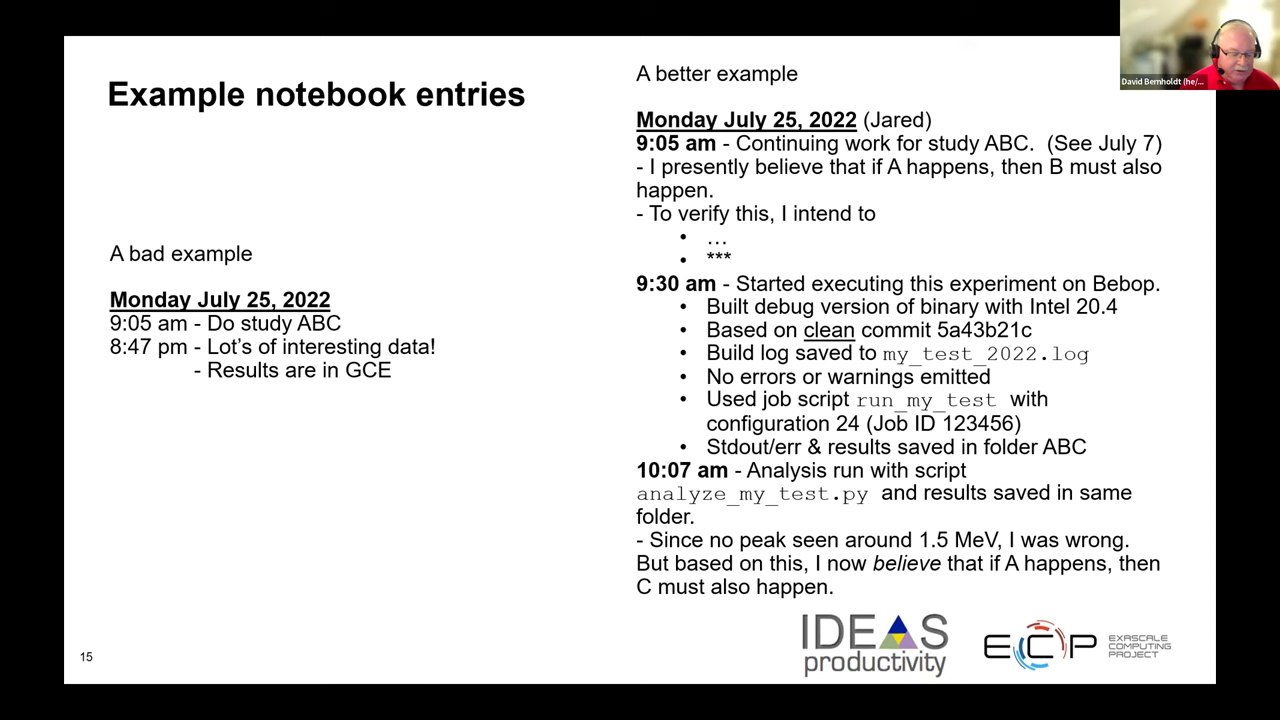 Example notebook entries
A bad example
Monday July 25, 2022
9:05 am - Do study ABC
8:47 pm - Lot's of interesting data!
- Results are in GCE
A better example
Monday July 25, 2022 (Jared)
9:05 am - Continuing work for study ABC. (See July 7)
- I presently believe that if A happens, then B must also
happen.
- To verify this, I intend to
• …
• ***
9:30 am - Started executing this experiment on Bebop.
• Built debug version of binary with Intel 20.4
• Based on clean commit 5a43b21c
• Build log saved to my_test_2022.log
• No errors or warnings emitted
• Used job script run_my_test with
configuration 24 (Job ID 123456)
• Stdout/err & results saved in folder ABC
10:07 am - Analysis run with script
analyze_my_test.py and results saved in same
folder.
- Since no peak seen around 1.5 MeV, I was wrong.
But based on this, I now believe that if A happens, then
C must also happen.
15
IDEAS
productivity
ECP
EXASCALE
COMPUTING
PROJECT
David Bernholdt (he/...